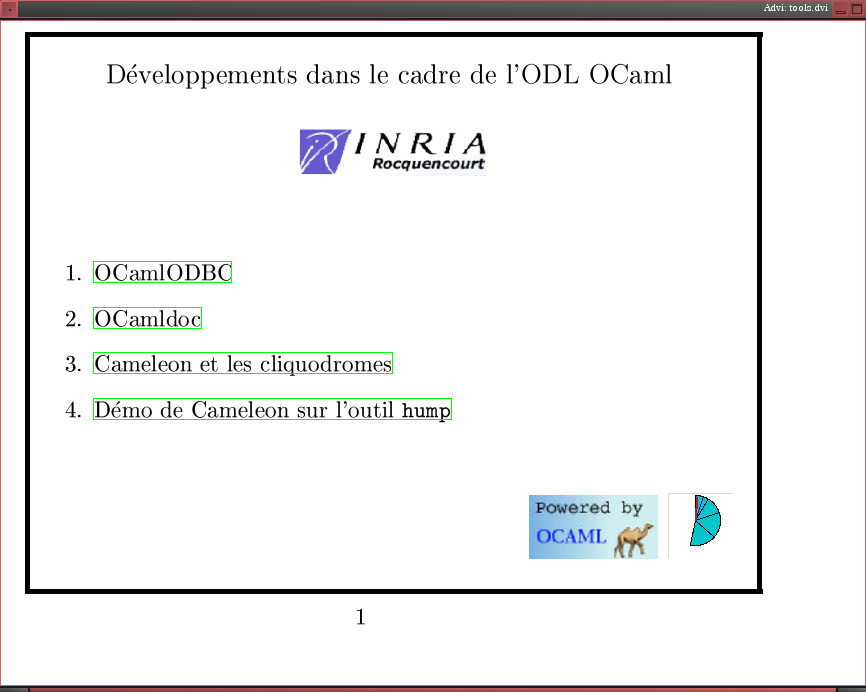 Advi: tools.dvi
Développements dans le cadre de l'ODL OCaml
INRIA
Rocquencourt
1. OCamlODBC
2. OCamldoc
3. Cameleon et les cliquodromes
4. Démo de Cameleon sur l'outil hump
Powered by
OCAML
1